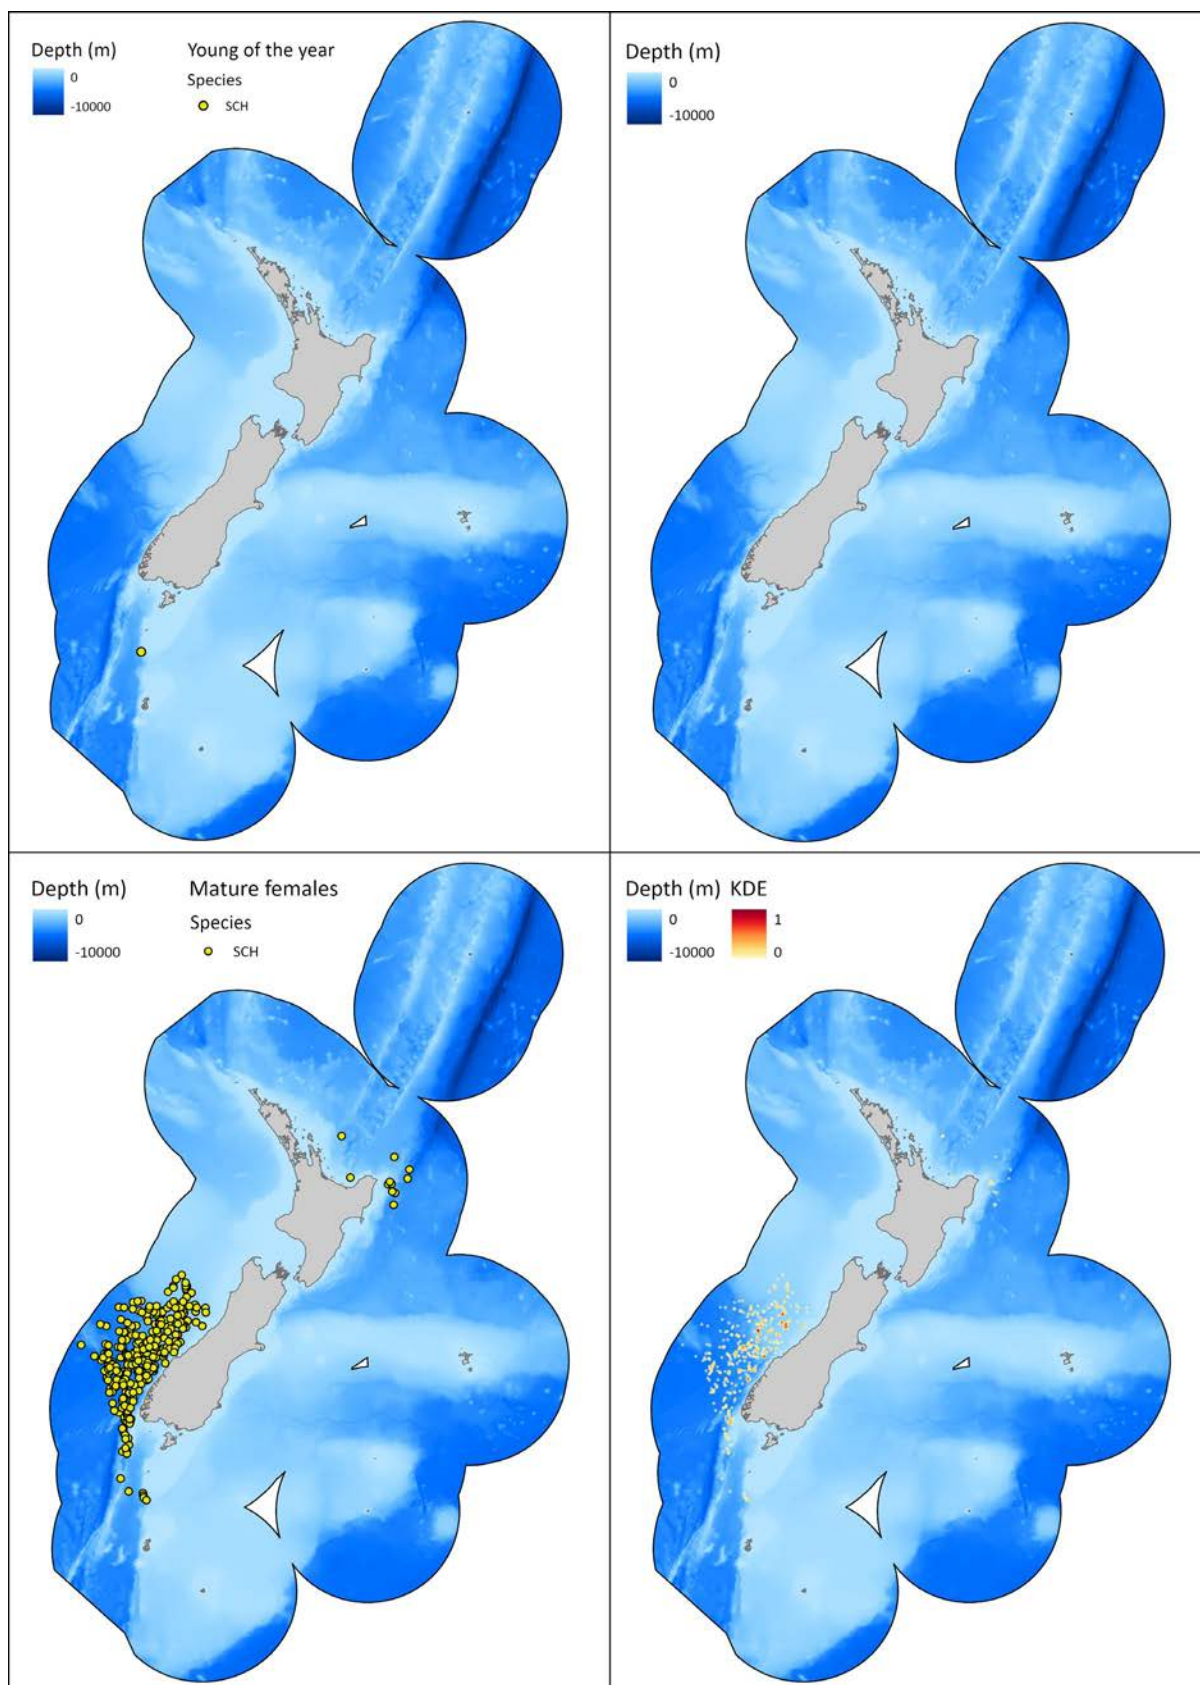 Depth (m)
0
-10000
Young of the year
Species
SCH
Depth (m)
0
-10000
Depth (m)
0
-10000
Mature females
Species
SCH
Depth (m)
0
-10000
KDE
1
0